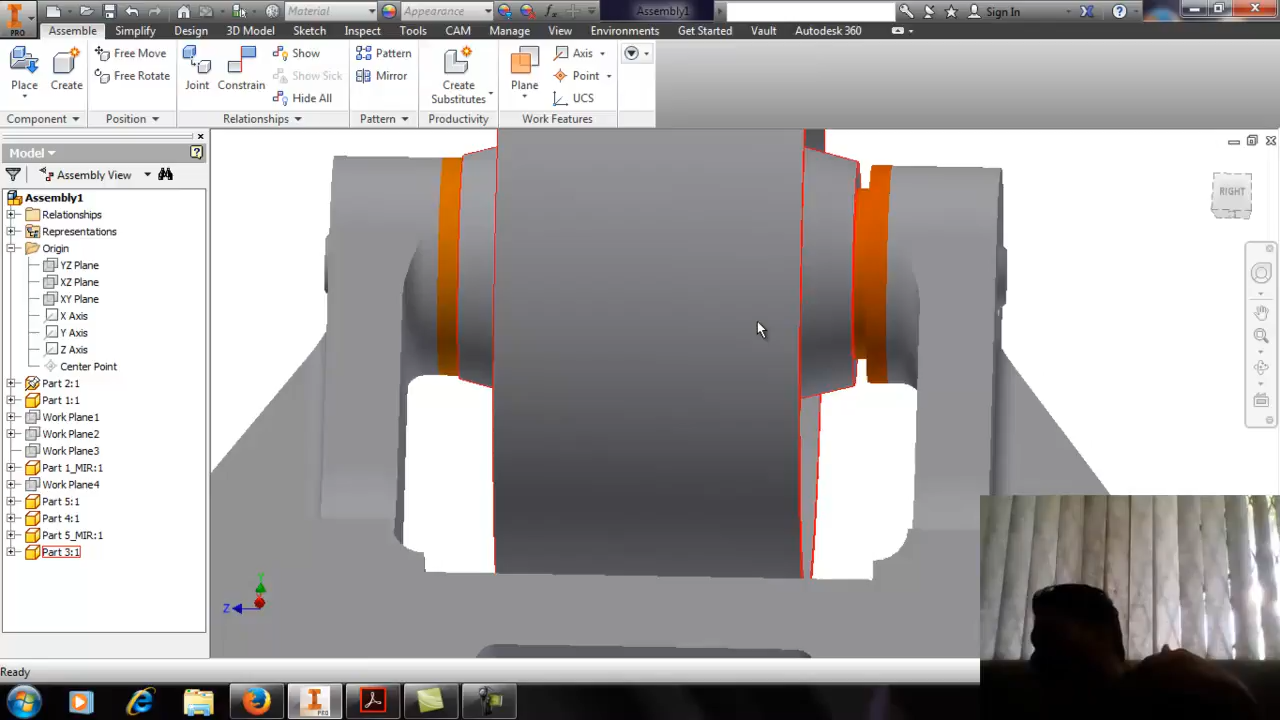 Material
Appearance
Assembly1
Sign In
PRO
Assemble Simplify Design 3D Model Sketch Inspect Tools CAM Manage View Environments Get Started Vault Autodesk 360
Place
Create
Free Move
Free Rotate
Joint
Constrain
Show
Show Sick
Hide All
Pattern
Mirror
Create
Substitutes
Plane
Axis
Point
UCS
Component Position Relationships Pattern Productivity Work Features
Model
Assembly View
Assembly1
Relationships
Representations
Origin
YZ Plane
XZ Plane
XY Plane
X Axis
Y Axis
Z Axis
Center Point
Part 2:1
Part 1:1
Work Plane1
Work Plane2
Work Plane3
Part 1_MIR:1
Work Plane4
Part 5:1
Part 4:1
Part 5_MIR:1
Part 3:1
RIGHT
Y
Z
Ready
PRO